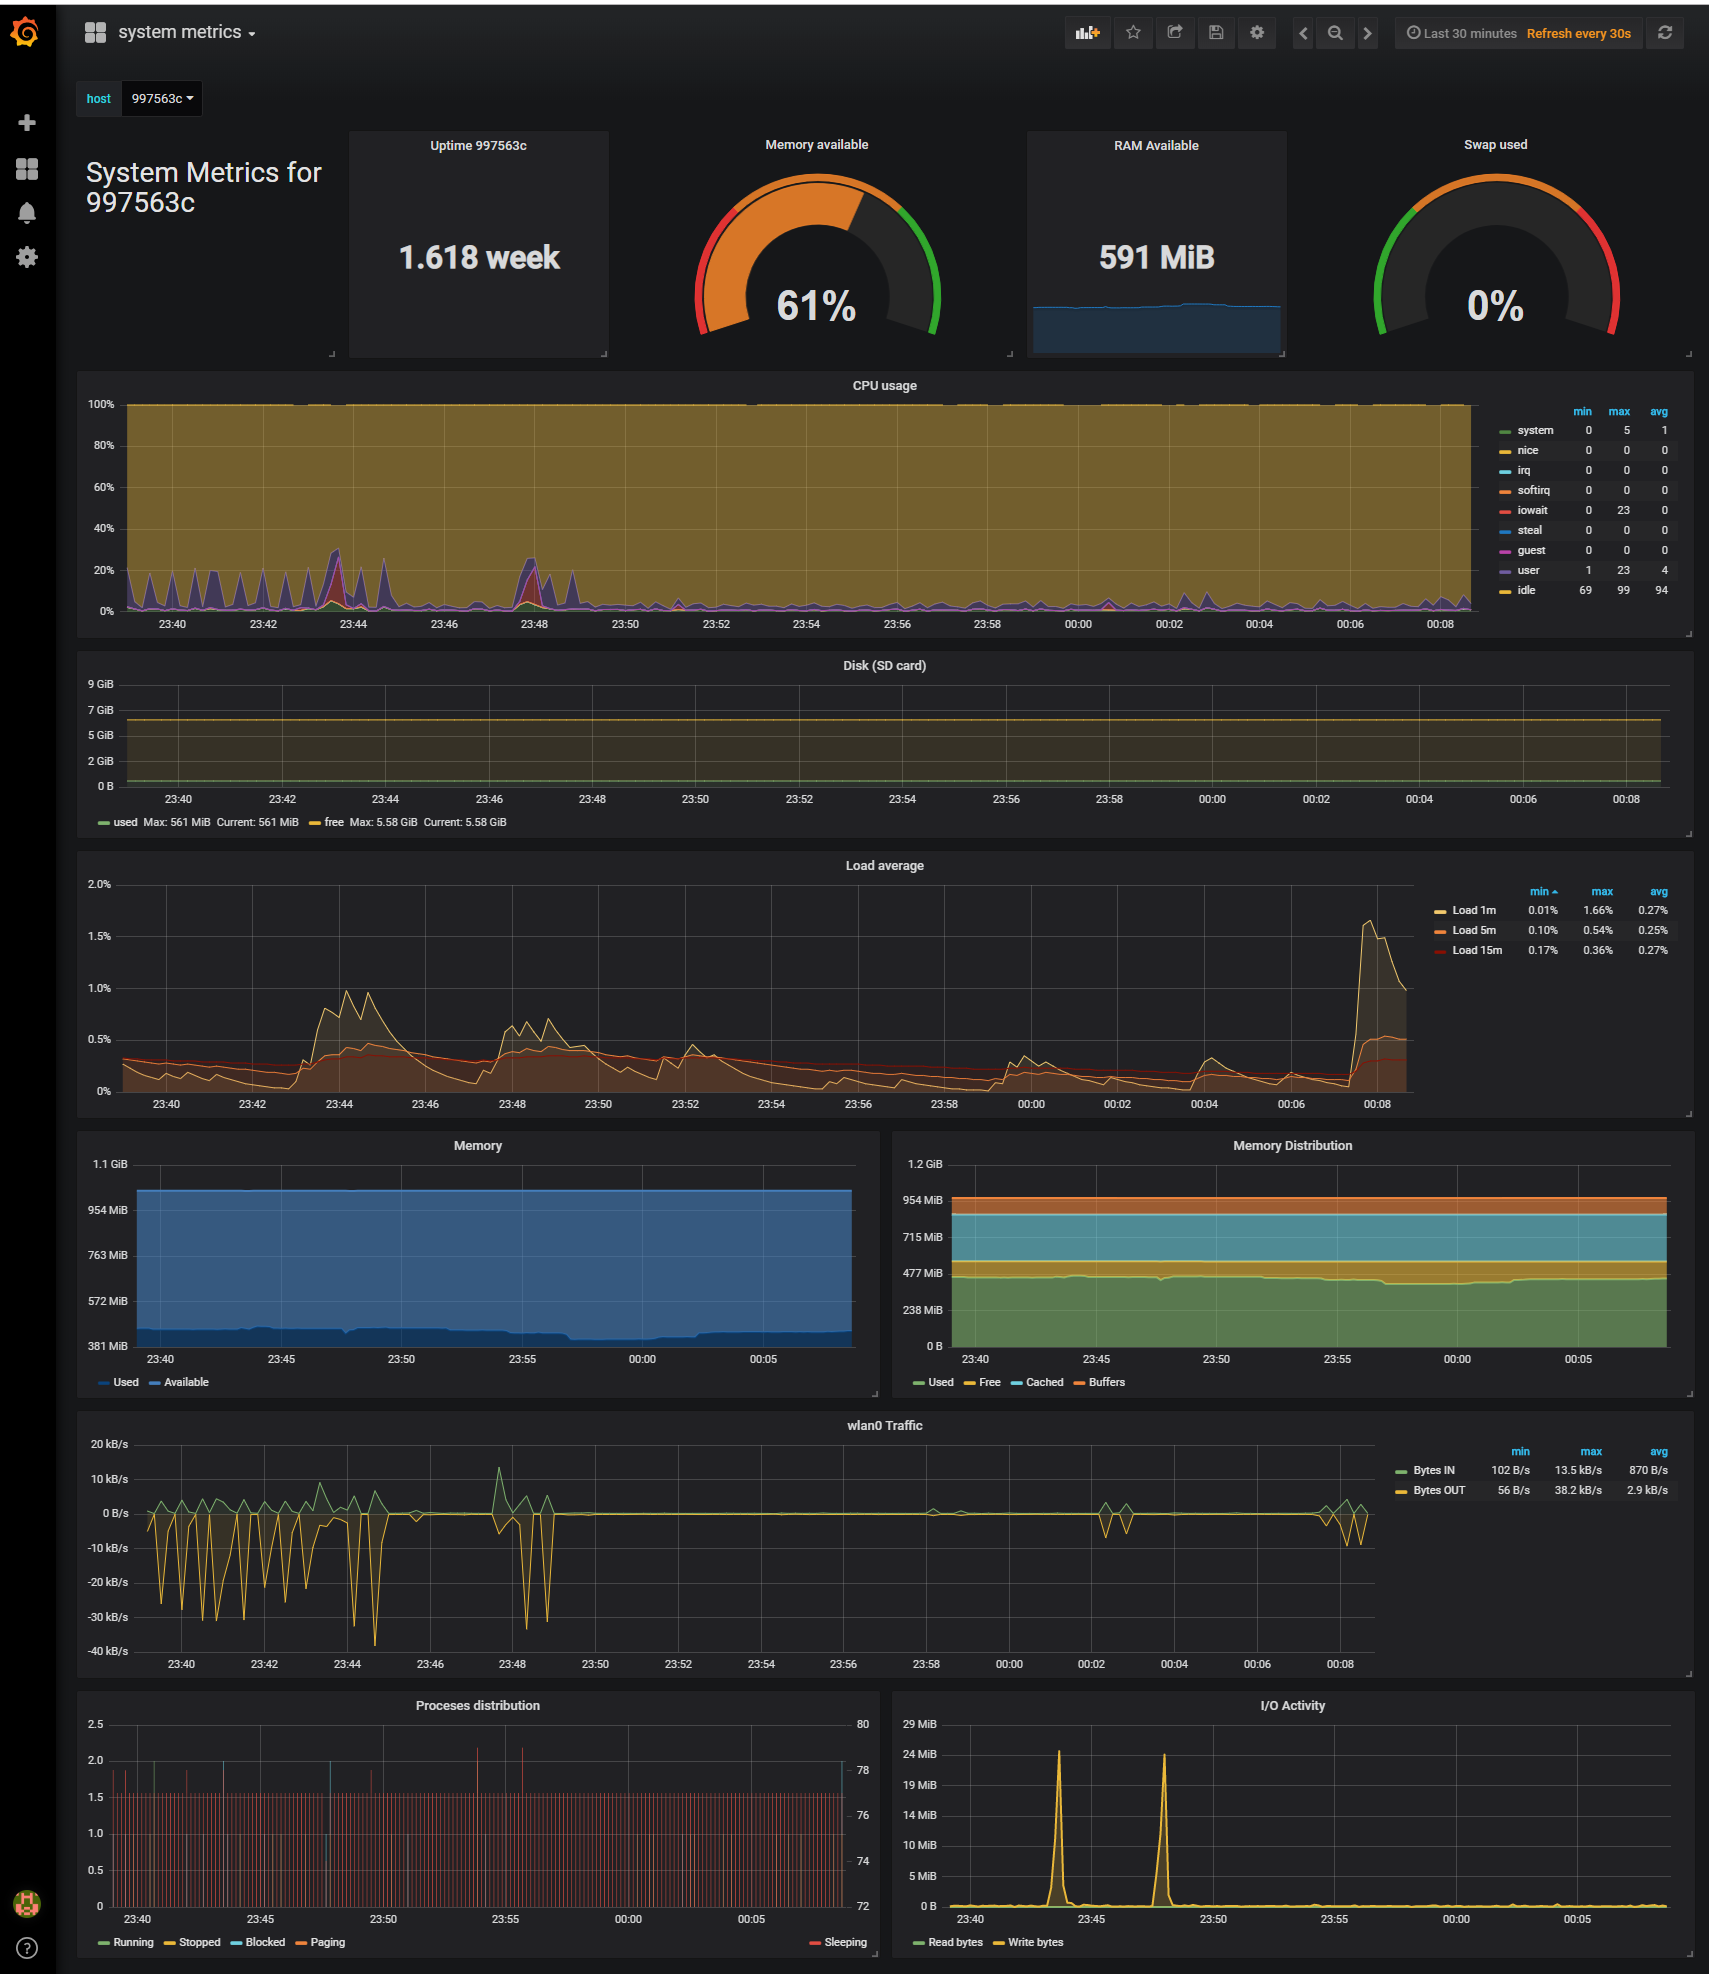 system metrics
Last 30 minutes Refresh every 30s
host 997563c
System Metrics for
997563c
Uptime 997563c
1.618 week
Memory available
61%
RAM Available
591 MiB
Swap used
0%
CPU usage
100%
80%
60%
40%
20%
0%
23:40 23:42 23:44 23:46 23:48 23:50 23:52 23:54 23:56 23:58 00:00 00:02 00:04 00:06 00:08
min max avg
system 0 5 1
nice 0 0 0
irq 0 0 0
softirq 0 0 0
iowait 0 23 0
steal 0 0 0
guest 0 0 0
user 1 23 4
idle 69 99 94
Disk (SD card)
9 GiB
7 GiB
5 GiB
2 GiB
0 B
23:40 23:42 23:44 23:46 23:48 23:50 23:52 23:54 23:56 23:58 00:00 00:02 00:04 00:06 00:08
used Max: 561 MiB Current: 561 MiB free Max: 5.58 GiB Current: 5.58 GiB
Load average
2.0%
1.5%
1.0%
0.5%
0%
23:40 23:42 23:44 23:46 23:48 23:50 23:52 23:54 23:56 23:58 00:00 00:02 00:04 00:06 00:08
min max avg
Load 1m 0.01% 1.66% 0.27%
Load 5m 0.10% 0.54% 0.25%
Load 15m 0.17% 0.36% 0.27%
Memory
1.1 GiB
954 MiB
763 MiB
572 MiB
381 MiB
23:40 23:45 23:50 23:55 00:00 00:05
Used Available
Memory Distribution
1.2 GiB
954 MiB
715 MiB
477 MiB
238 MiB
0 B
23:40 23:45 23:50 23:55 00:00 00:05
Used Free Cached Buffers
wlan0 Traffic
20 kB/s
10 kB/s
0 B/s
-10 kB/s
-20 kB/s
-30 kB/s
-40 kB/s
23:40 23:42 23:44 23:46 23:48 23:50 23:52 23:54 23:56 23:58 00:00 00:02 00:04 00:06 00:08
min max avg
Bytes IN 102 B/s 13.5 kB/s 870 B/s
Bytes OUT 56 B/s 38.2 kB/s 2.9 kB/s
Proceses distribution
2.5
2.0
1.5
1.0
0.5
0
80
78
76
74
72
23:40 23:45 23:50 23:55 00:00 00:05
Running Stopped Blocked Paging Sleeping
I/O Activity
29 MiB
24 MiB
19 MiB
14 MiB
10 MiB
5 MiB
0 B
23:40 23:45 23:50 23:55 00:00 00:05
Read bytes Write bytes